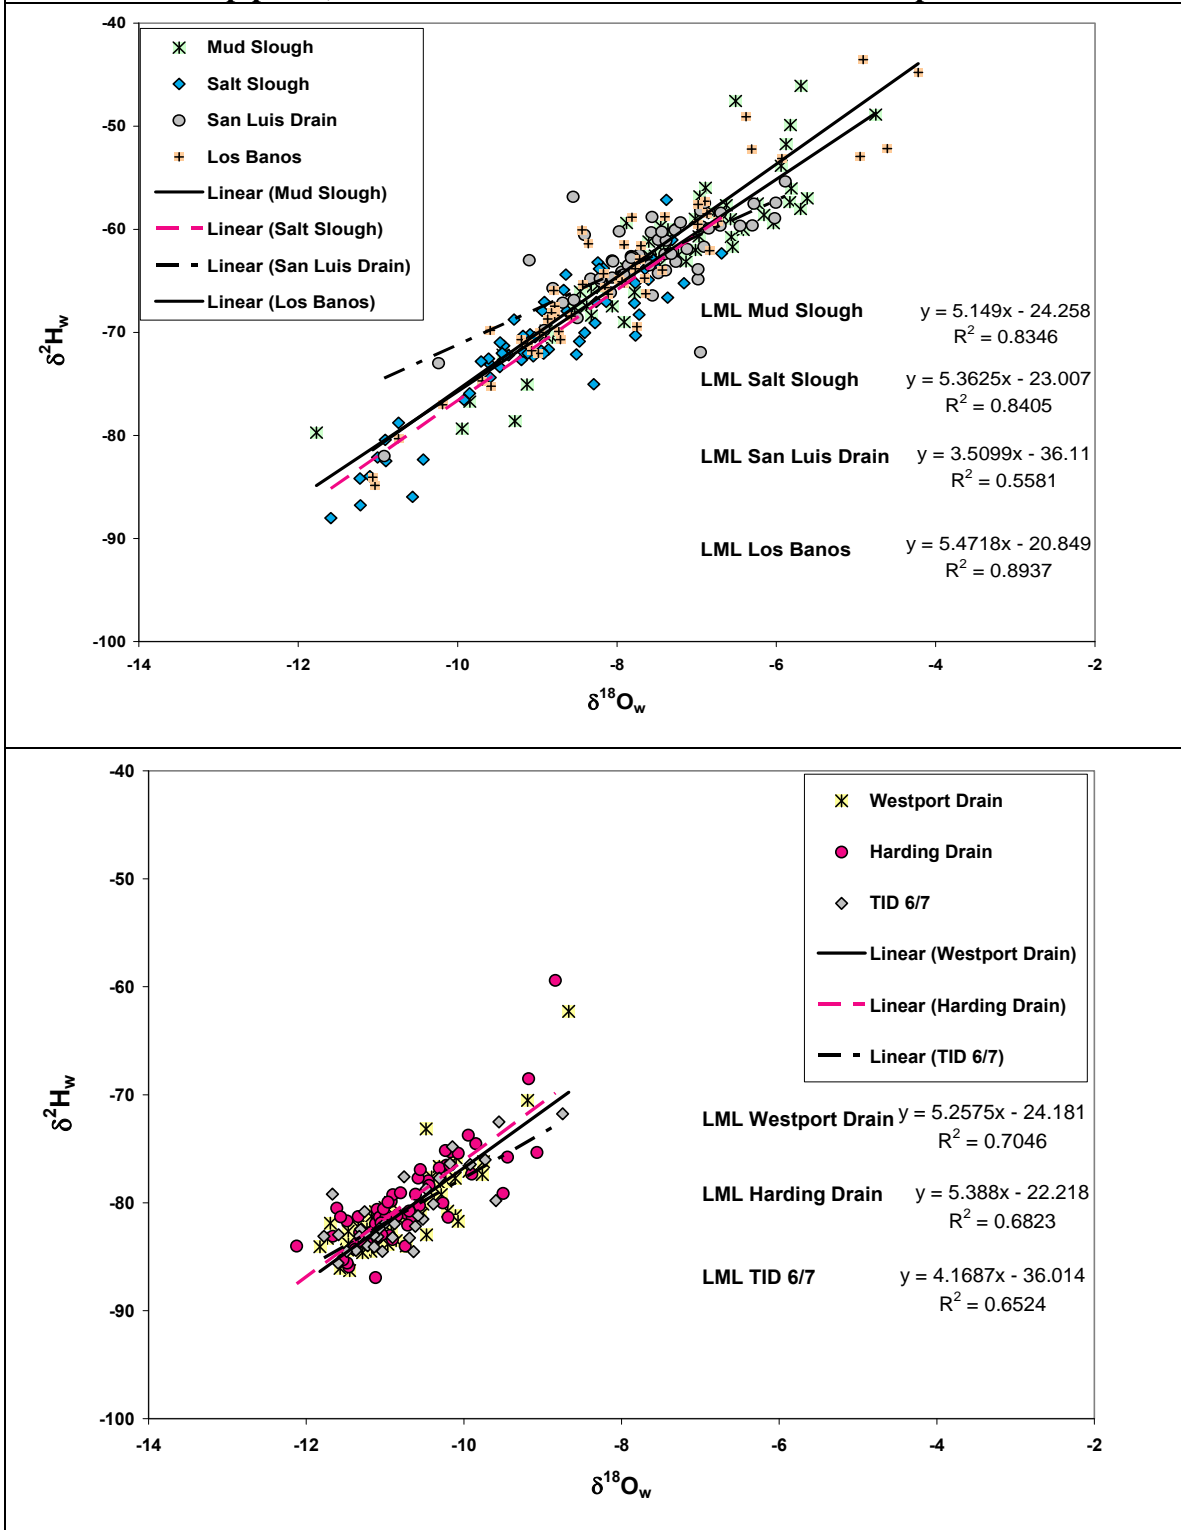 -40
-50
-60
-70
-80
-90
-100
δ²Hw
Mud Slough
Salt Slough
San Luis Drain
Los Banos
Linear (Mud Slough)
Linear (Salt Slough)
Linear (San Luis Drain)
Linear (Los Banos)
LML Mud Slough y = 5.149x - 24.258
R² = 0.8346
LML Salt Slough y = 5.3625x - 23.007
R² = 0.8405
LML San Luis Drain y = 3.5099x - 36.11
R² = 0.5581
LML Los Banos y = 5.4718x - 20.849
R² = 0.8937
-14 -12 -10 -8 -6 -4 -2
δ¹⁸Ow
-40
-50
-60
-70
-80
-90
-100
δ²Hw
Westport Drain
Harding Drain
TID 6/7
Linear (Westport Drain)
Linear (Harding Drain)
Linear (TID 6/7)
LML Westport Drain y = 5.2575x - 24.181
R² = 0.7046
LML Harding Drain y = 5.388x - 22.218
R² = 0.6823
LML TID 6/7 y = 4.1687x - 36.014
R² = 0.6524
-14 -12 -10 -8 -6 -4 -2
δ¹⁸Ow